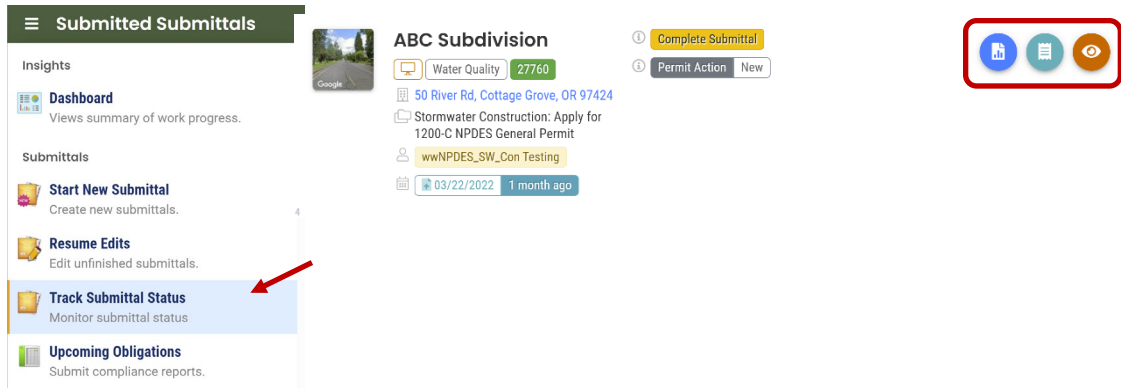 Submitted Submittals
Insights
Dashboard
Views summary of work progress.
Submittals
Start New Submittal
Create new submittals.
Resume Edits
Edit unfinished submittals.
Track Submittal Status
Monitor submittal status
Upcoming Obligations
Submit compliance reports.
4
Google
ABC Subdivision
Water Quality 27760
50 River Rd, Cottage Grove, OR 97424
Stormwater Construction: Apply for
1200-C NPDES General Permit
wwNPDES_SW_Con Testing
03/22/2022 1 month ago
Complete Submittal
Permit Action New